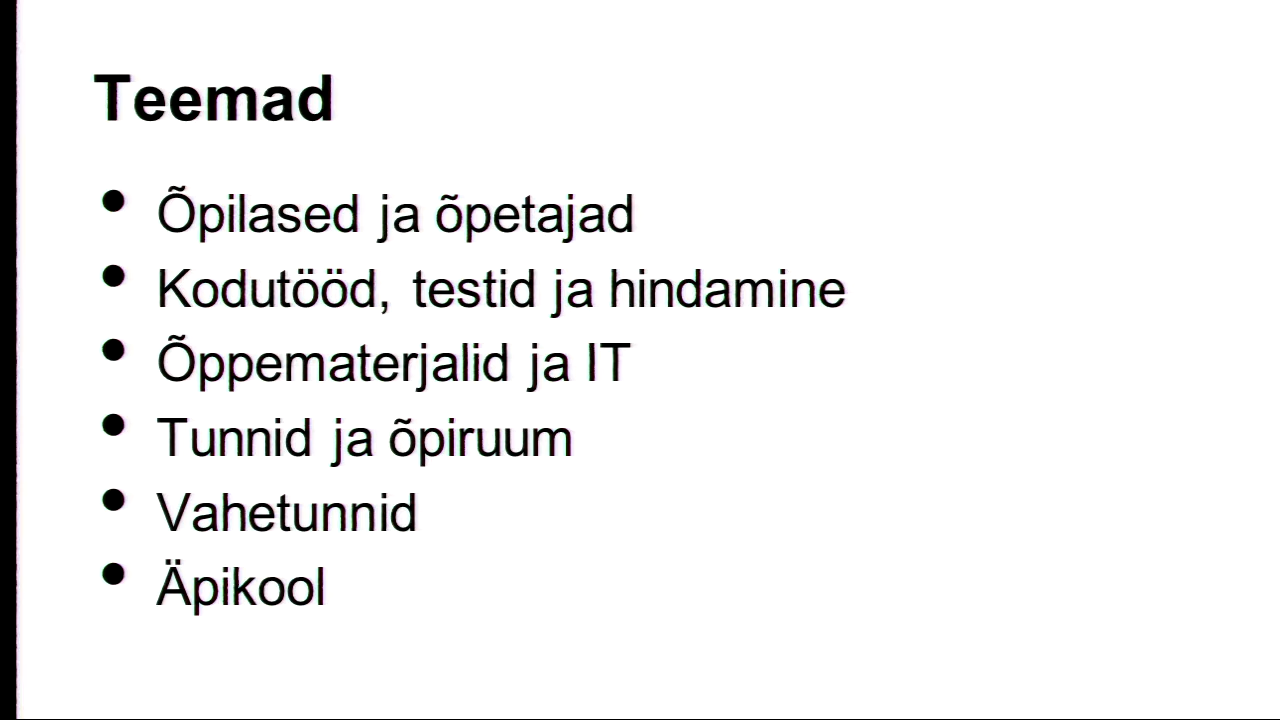 Teemad
• Õpilased ja õpetajad
• Kodutööd, testid ja hindamine
• Õppematerjalid ja IT
• Tunnid ja õpiruum
• Vahetunnid
• Äpikool